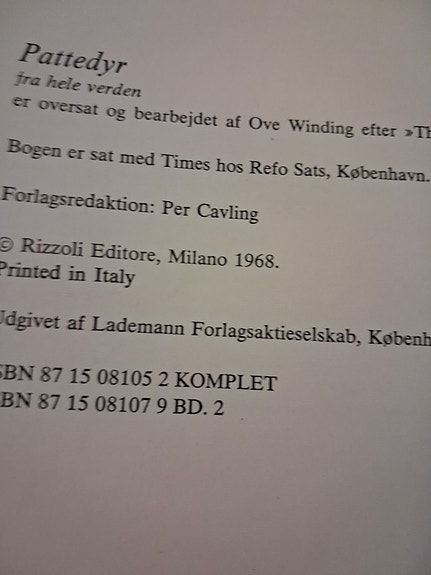 Pattedyr
fra hele verden
er oversat og bearbejdet af Ove Winding efter »Th
Bogen er sat med Times hos Refo Sats, København.
Forlagsredaktion: Per Cavling
© Rizzoli Editore, Milano 1968.
Printed in Italy
Udgivet af Lademann Forlagsaktieselskab, Københ
SBN 87 15 08105 2 KOMPLET
BN 87 15 08107 9 BD. 2